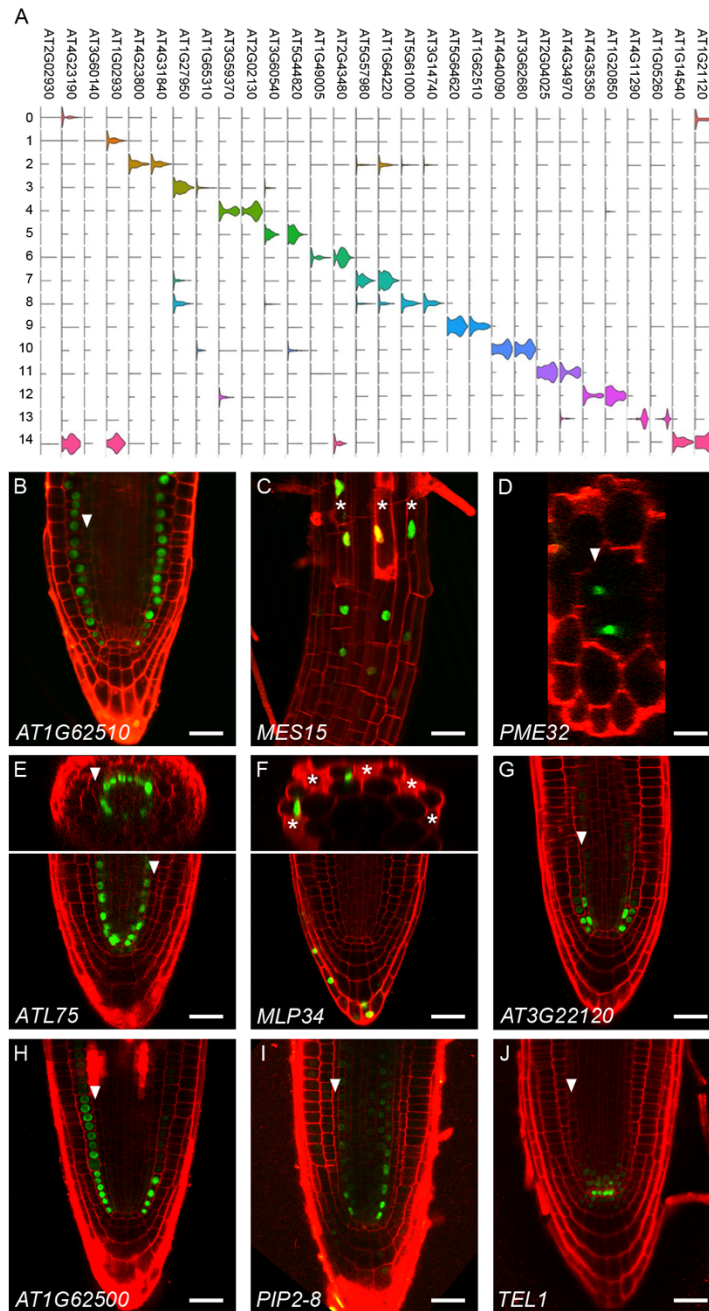 A
AT2G02930
AT4G23190
AT3G60140
AT1G02930
AT4G23800
AT4G31840
AT1G27950
AT1G65310
AT3G59370
AT2G02130
AT3G60540
AT5G44820
AT1G49005
AT2G43480
AT5G57980
AT1G64220
AT5G61000
AT3G14740
AT5G64620
AT1G62510
AT4G40090
AT3G62680
AT2G04025
AT4G34970
AT4G35350
AT1G20850
AT4G11290
AT1G05260
AT1G14540
AT1G21120
0
1
2
3
4
5
6
7
8
9
10
11
12
13
14
B
AT1G62510
C
* * *
MES15
D
PME32
E
ATL75
F
* * * * *
MLP34
G
AT3G22120
H
AT1G62500
I
PIP2-8
J
TEL1